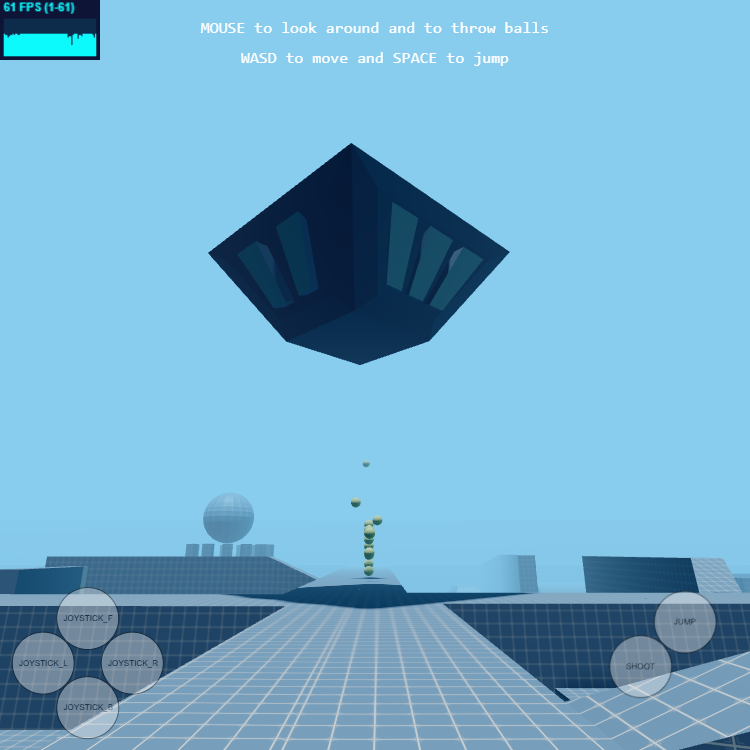 61 FPS (1-61)
MOUSE to look around and to throw balls
WASD to move and SPACE to jump
JOYSTICK_F
JOYSTICK_L
JOYSTICK_R
JOYSTICK_B
JUMP
SHOOT